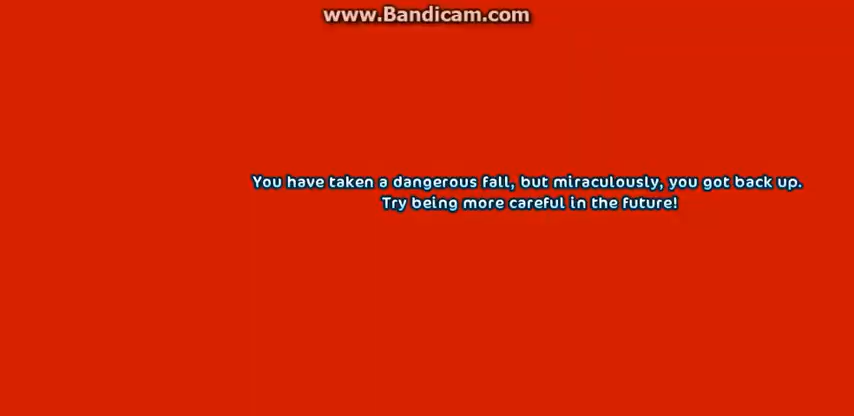 www.Bandicam.com
You have taken a dangerous fall, but miraculously, you got back up.
Try being more careful in the future!